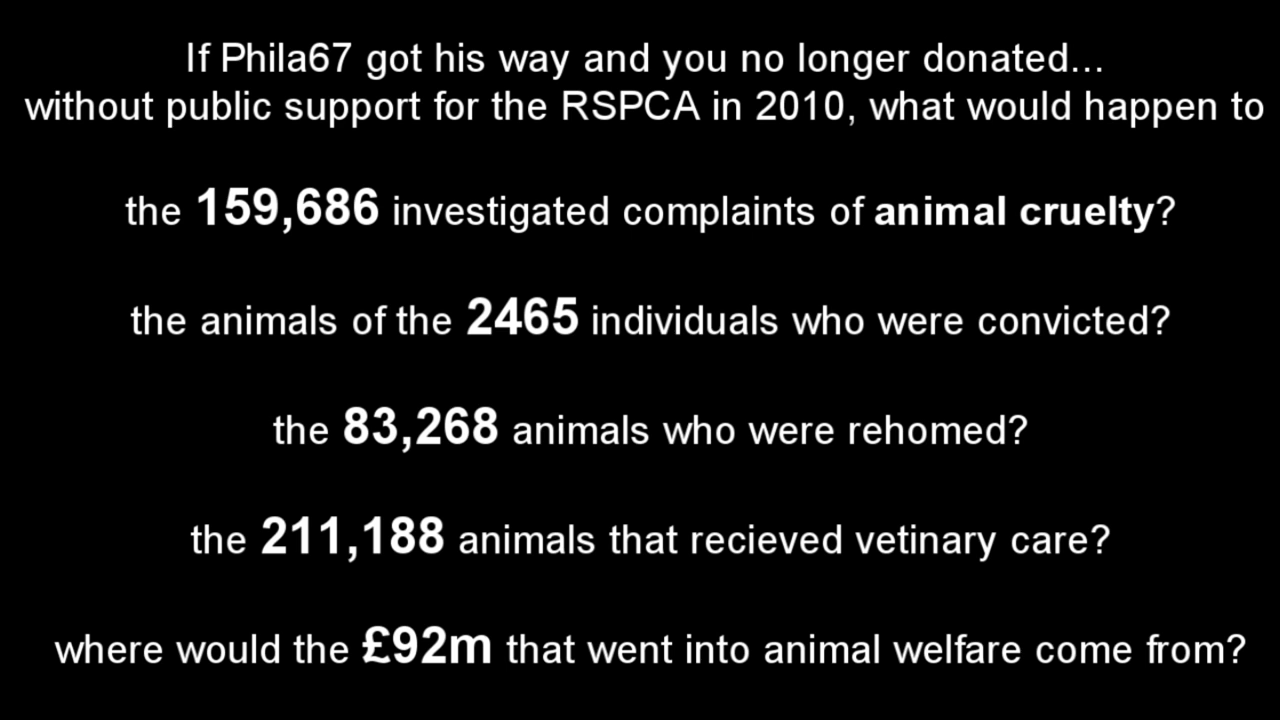 If Phila67 got his way and you no longer donated...
without public support for the RSPCA in 2010, what would happen to
the 159,686 investigated complaints of animal cruelty?
the animals of the 2465 individuals who were convicted?
the 83,268 animals who were rehomed?
the 211,188 animals that recieved vetinary care?
where would the £92m that went into animal welfare come from?